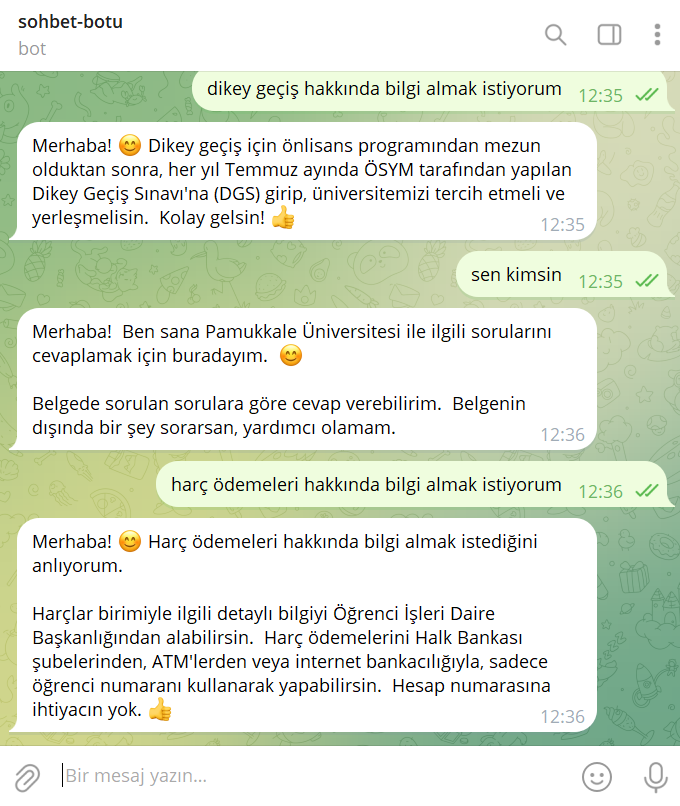 sohbet-botu
bot
dikey geçiş hakkında bilgi almak istiyorum 12:35
Merhaba! 😊 Dikey geçiş için önlisans programından mezun
olduktan sonra, her yıl Temmuz ayında ÖSYM tarafından yapılan
Dikey Geçiş Sınavı'na (DGS) girip, üniversitemizi tercih etmeli ve
yerleşmelisin. Kolay gelsin! 👍 12:35
sen kimsin 12:35
Merhaba! Ben sana Pamukkale Üniversitesi ile ilgili sorularını
cevaplamak için buradayım. 😊
Belgede sorulan sorulara göre cevap verebilirim. Belgenin
dışında bir şey sorarsan, yardımcı olamam. 12:36
harç ödemeleri hakkında bilgi almak istiyorum 12:36
Merhaba! 😊 Harç ödemeleri hakkında bilgi almak istediğini
anlıyorum.
Harçlar birimiyle ilgili detaylı bilgiyi Öğrenci İşleri Daire
Başkanlığından alabilirsin. Harç ödemelerini Halk Bankası
şubelerinden, ATM'lerden veya internet bankacılığıyla, sadece
öğrenci numaranı kullanarak yapabilirsin. Hesap numarasına
ihtiyacın yok. 👍 12:36
Bir mesaj yazın...